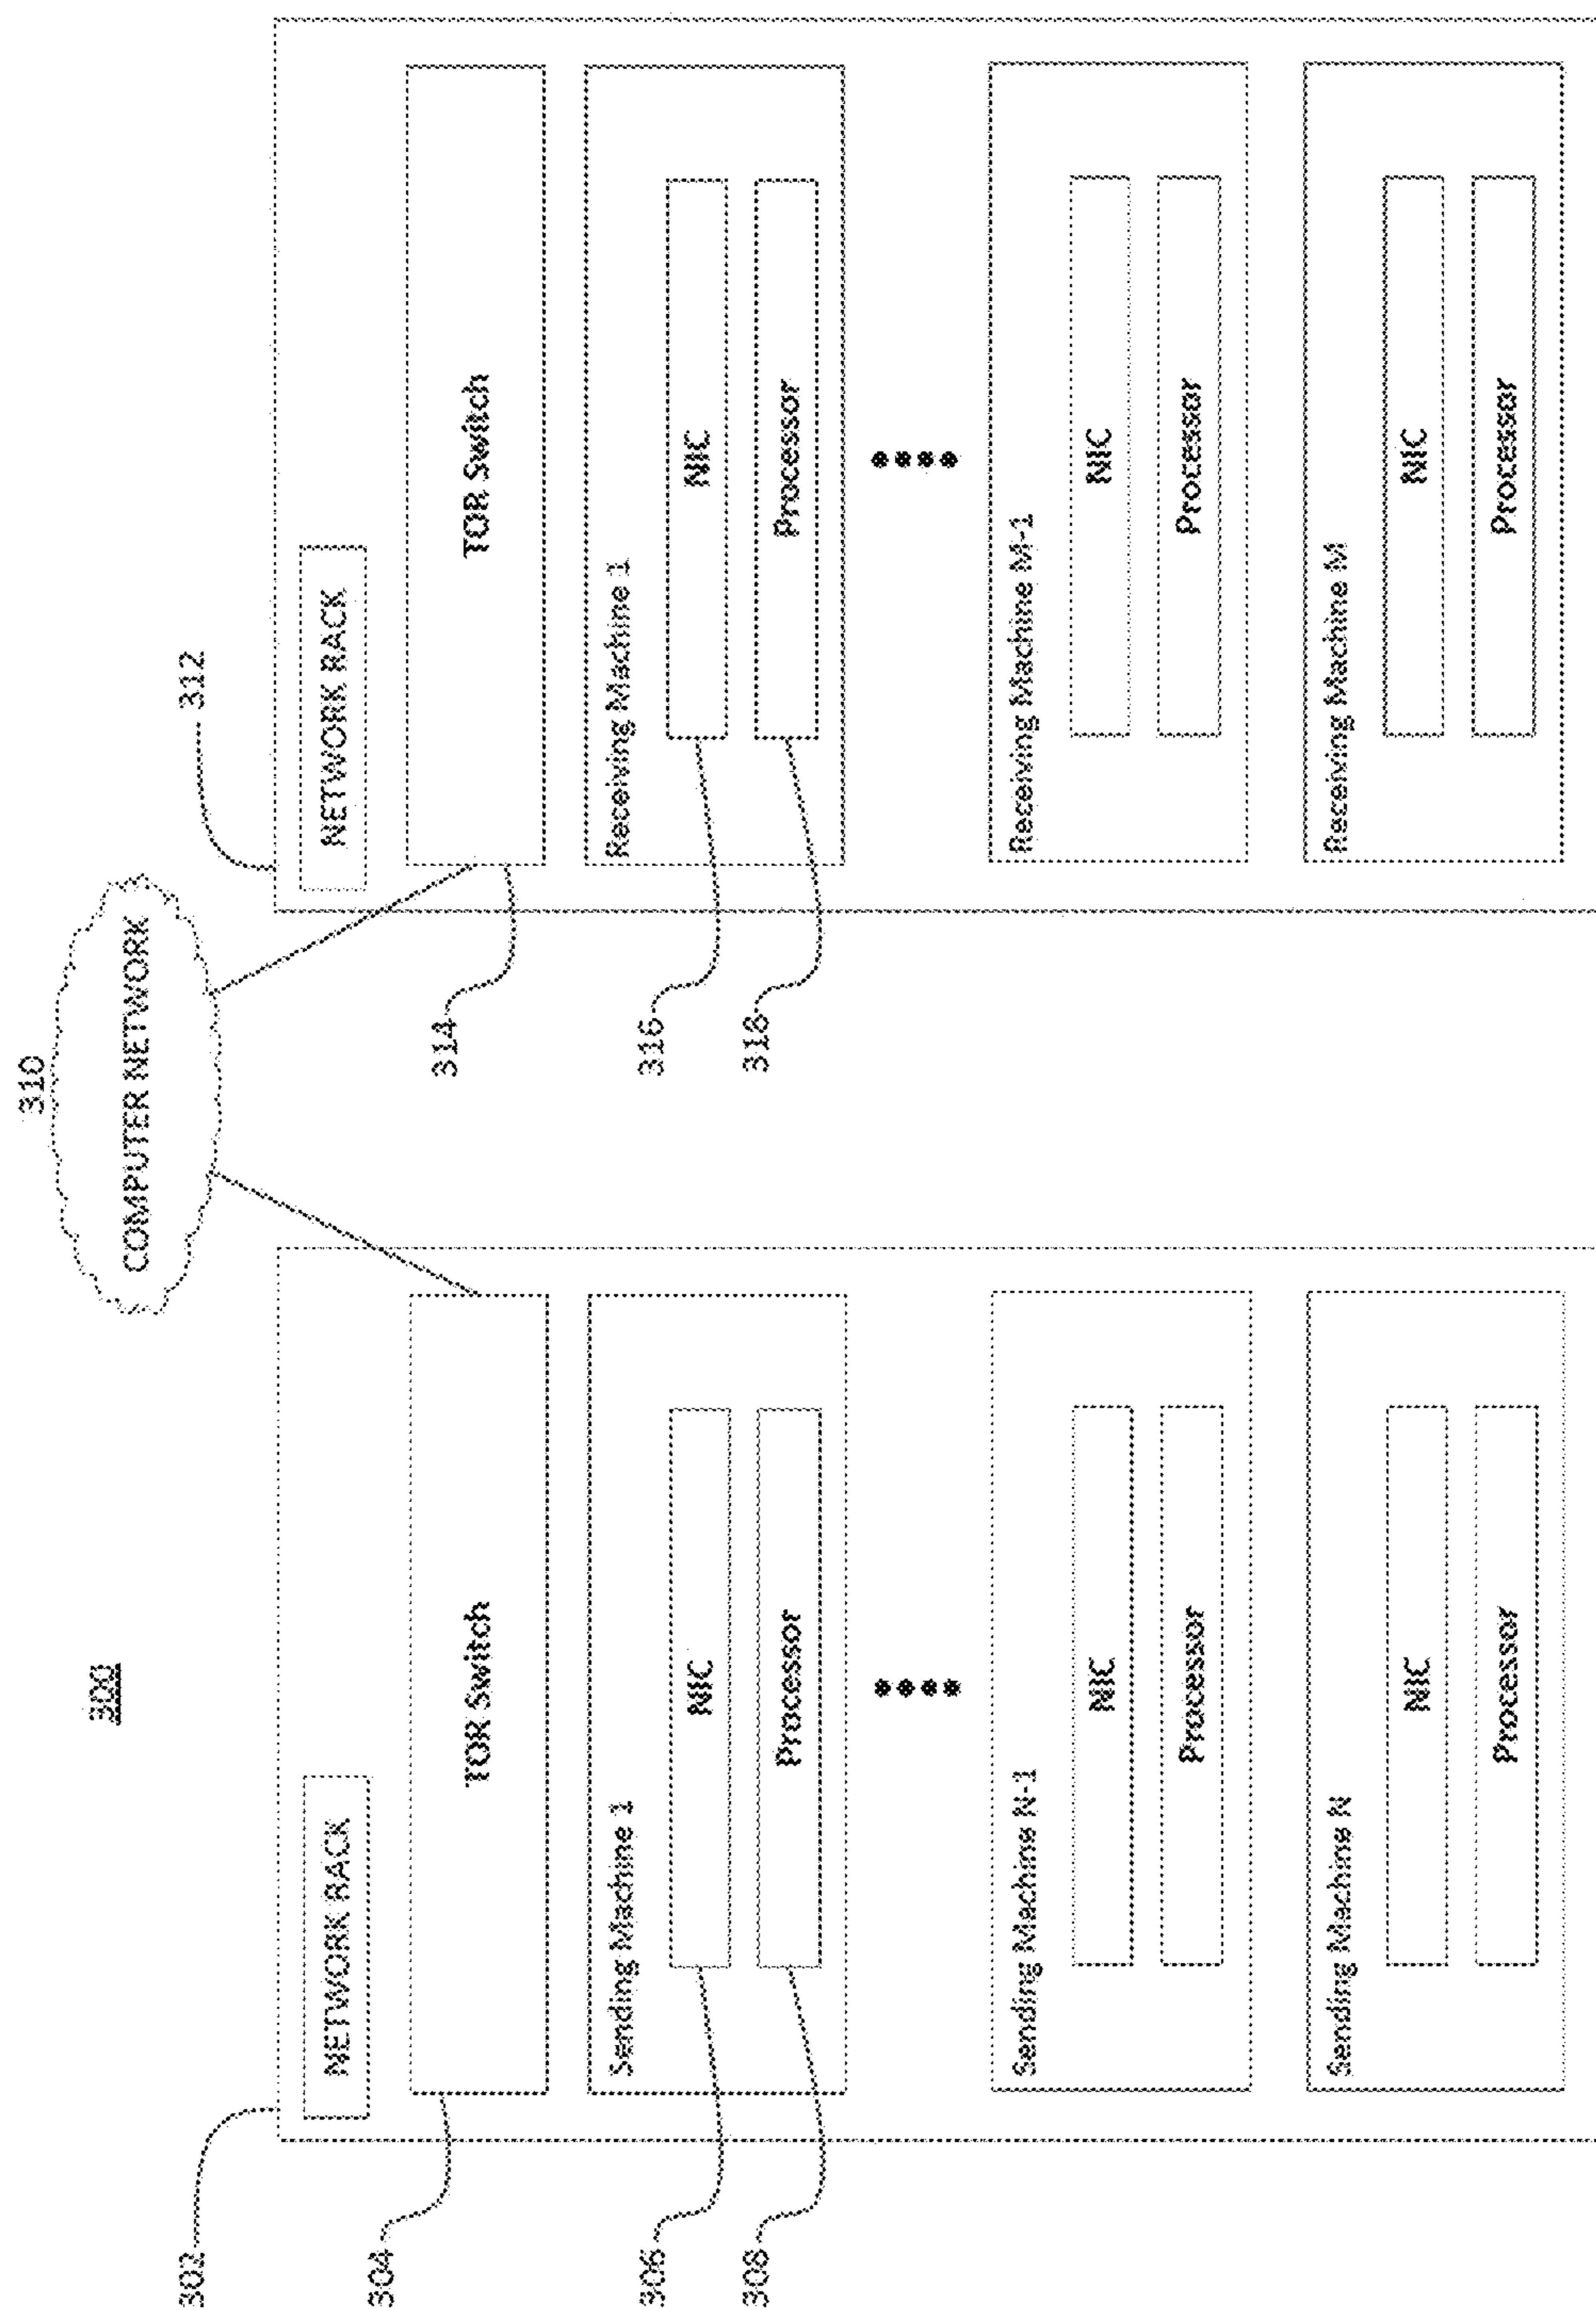 300
310
COMPUTER NETWORK
302
NETWORK RACK
304
TOR Switch
Sending Machine 1
306
NIC
308
Processor
Sending Machine N-1
NIC
Processor
Sending Machine N
NIC
Processor
312
NETWORK RACK
314
TOR Switch
Receiving Machine 1
316
NIC
318
Processor
Receiving Machine M-1
NIC
Processor
Receiving Machine M
NIC
Processor